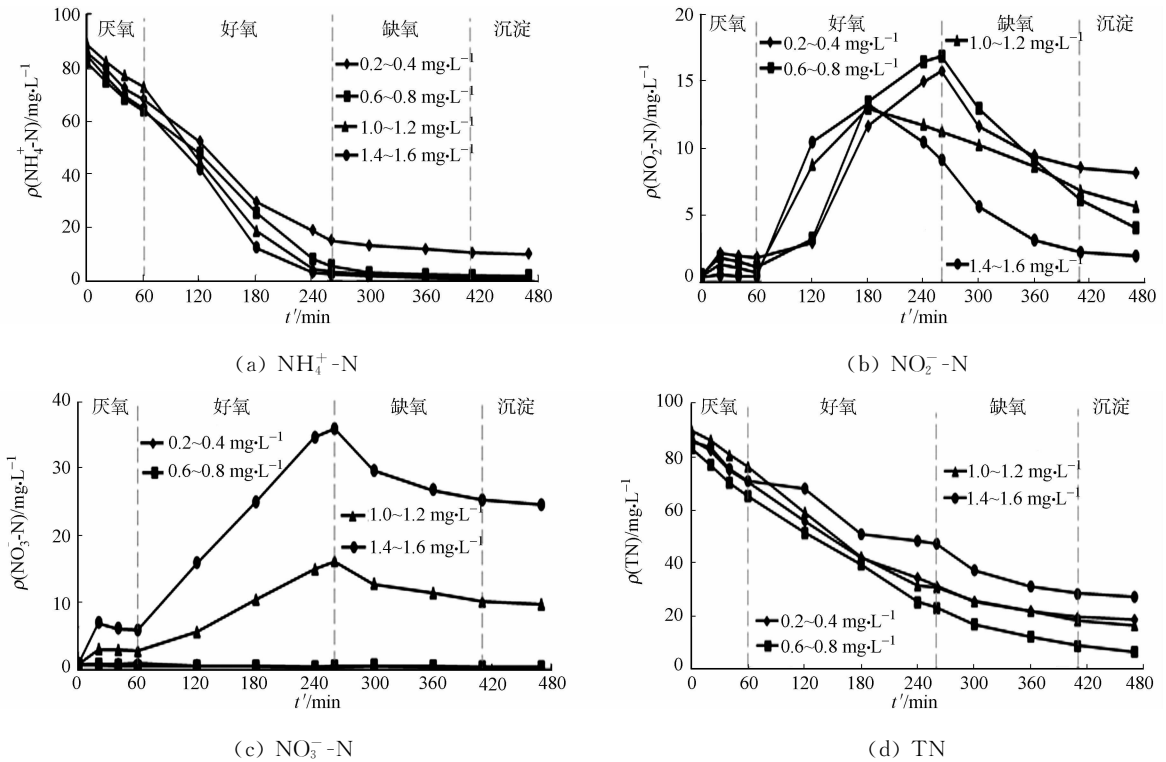 厌氧 好氧 缺氧 沉淀
ρ(NH₄⁺-N)/mg•L⁻¹
100
80
60
40
20
0
0.2~0.4 mg•L⁻¹
0.6~0.8 mg•L⁻¹
1.0~1.2 mg•L⁻¹
1.4~1.6 mg•L⁻¹
0 60 120 180 240 300 360 420 480
t′/min
(a) NH₄⁺-N
厌氧 好氧 缺氧 沉淀
ρ(NO₂-N)/mg•L⁻¹
20
15
10
5
0
0.2~0.4 mg•L⁻¹
0.6~0.8 mg•L⁻¹
1.0~1.2 mg•L⁻¹
1.4~1.6 mg•L⁻¹
0 60 120 180 240 300 360 420 480
t′/min
(b) NO₂⁻-N
厌氧 好氧 缺氧 沉淀
ρ(NO₃⁻-N)/mg•L⁻¹
40
30
20
10
0
0.2~0.4 mg•L⁻¹
0.6~0.8 mg•L⁻¹
1.0~1.2 mg•L⁻¹
1.4~1.6 mg•L⁻¹
0 60 120 180 240 300 360 420 480
t′/min
(c) NO₃⁻-N
厌氧 好氧 缺氧 沉淀
ρ(TN)/mg•L⁻¹
100
80
60
40
20
0
1.0~1.2 mg•L⁻¹
1.4~1.6 mg•L⁻¹
0.2~0.4 mg•L⁻¹
0.6~0.8 mg•L⁻¹
0 60 120 180 240 300 360 420 480
t′/min
(d) TN